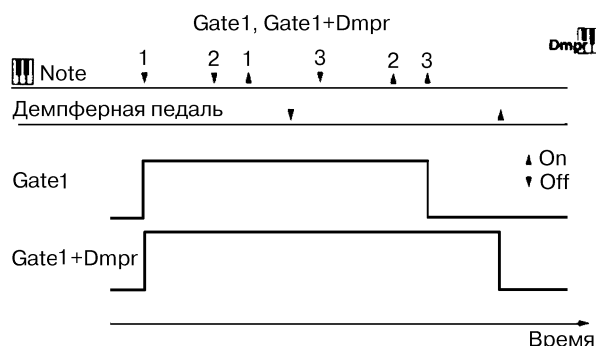 Gate1, Gate1+Dmpr
Dmpr
1 2 1 3 2 3
Note
Демпферная педаль
On
Gate1
Off
Gate1+Dmpr
Время